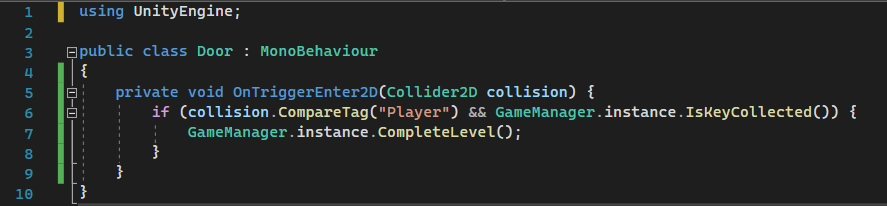 1 using UnityEngine;
2
3 public class Door : MonoBehaviour
4 {
5 private void OnTriggerEnter2D(Collider2D collision) {
6 if (collision.CompareTag("Player") && GameManager.instance.IsKeyCollected()) {
7 GameManager.instance.CompleteLevel();
8 }
9 }
10 }